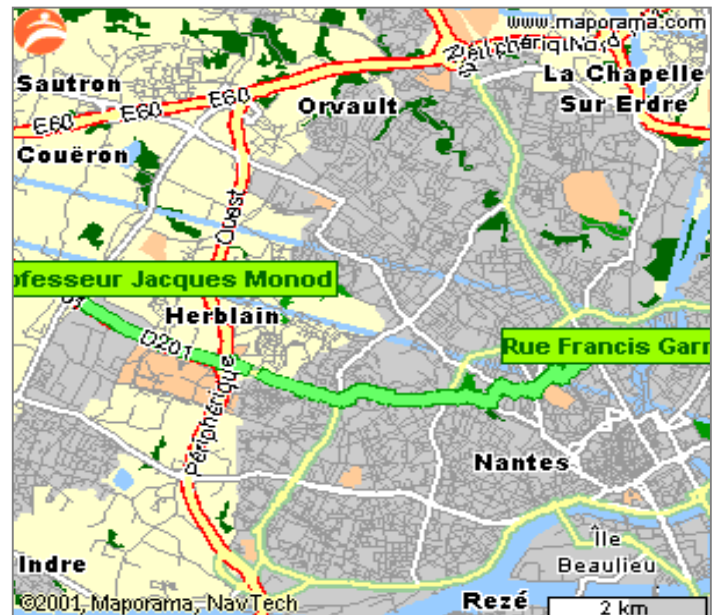 www.maporama.com
Sautron
La Chapelle
Sur Erdre
E60
E60
E60
Orvault
Couëron
Ouest
ofesseur Jacques Monod
Herblain
D201
Rue Francis Garr
Périphérique
Nantes
Île
Beaulieu
Indre
Rezé
2 km
©2001, Maporama, NavTech